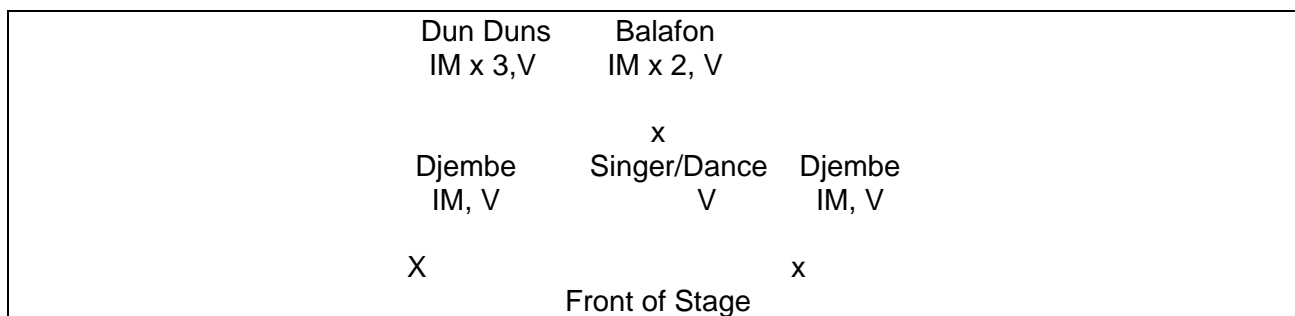 Dun Duns Balafon
IM x 3,V IM x 2, V
x
Djembe Singer/Dance Djembe
IM, V V IM, V
X x
Front of Stage